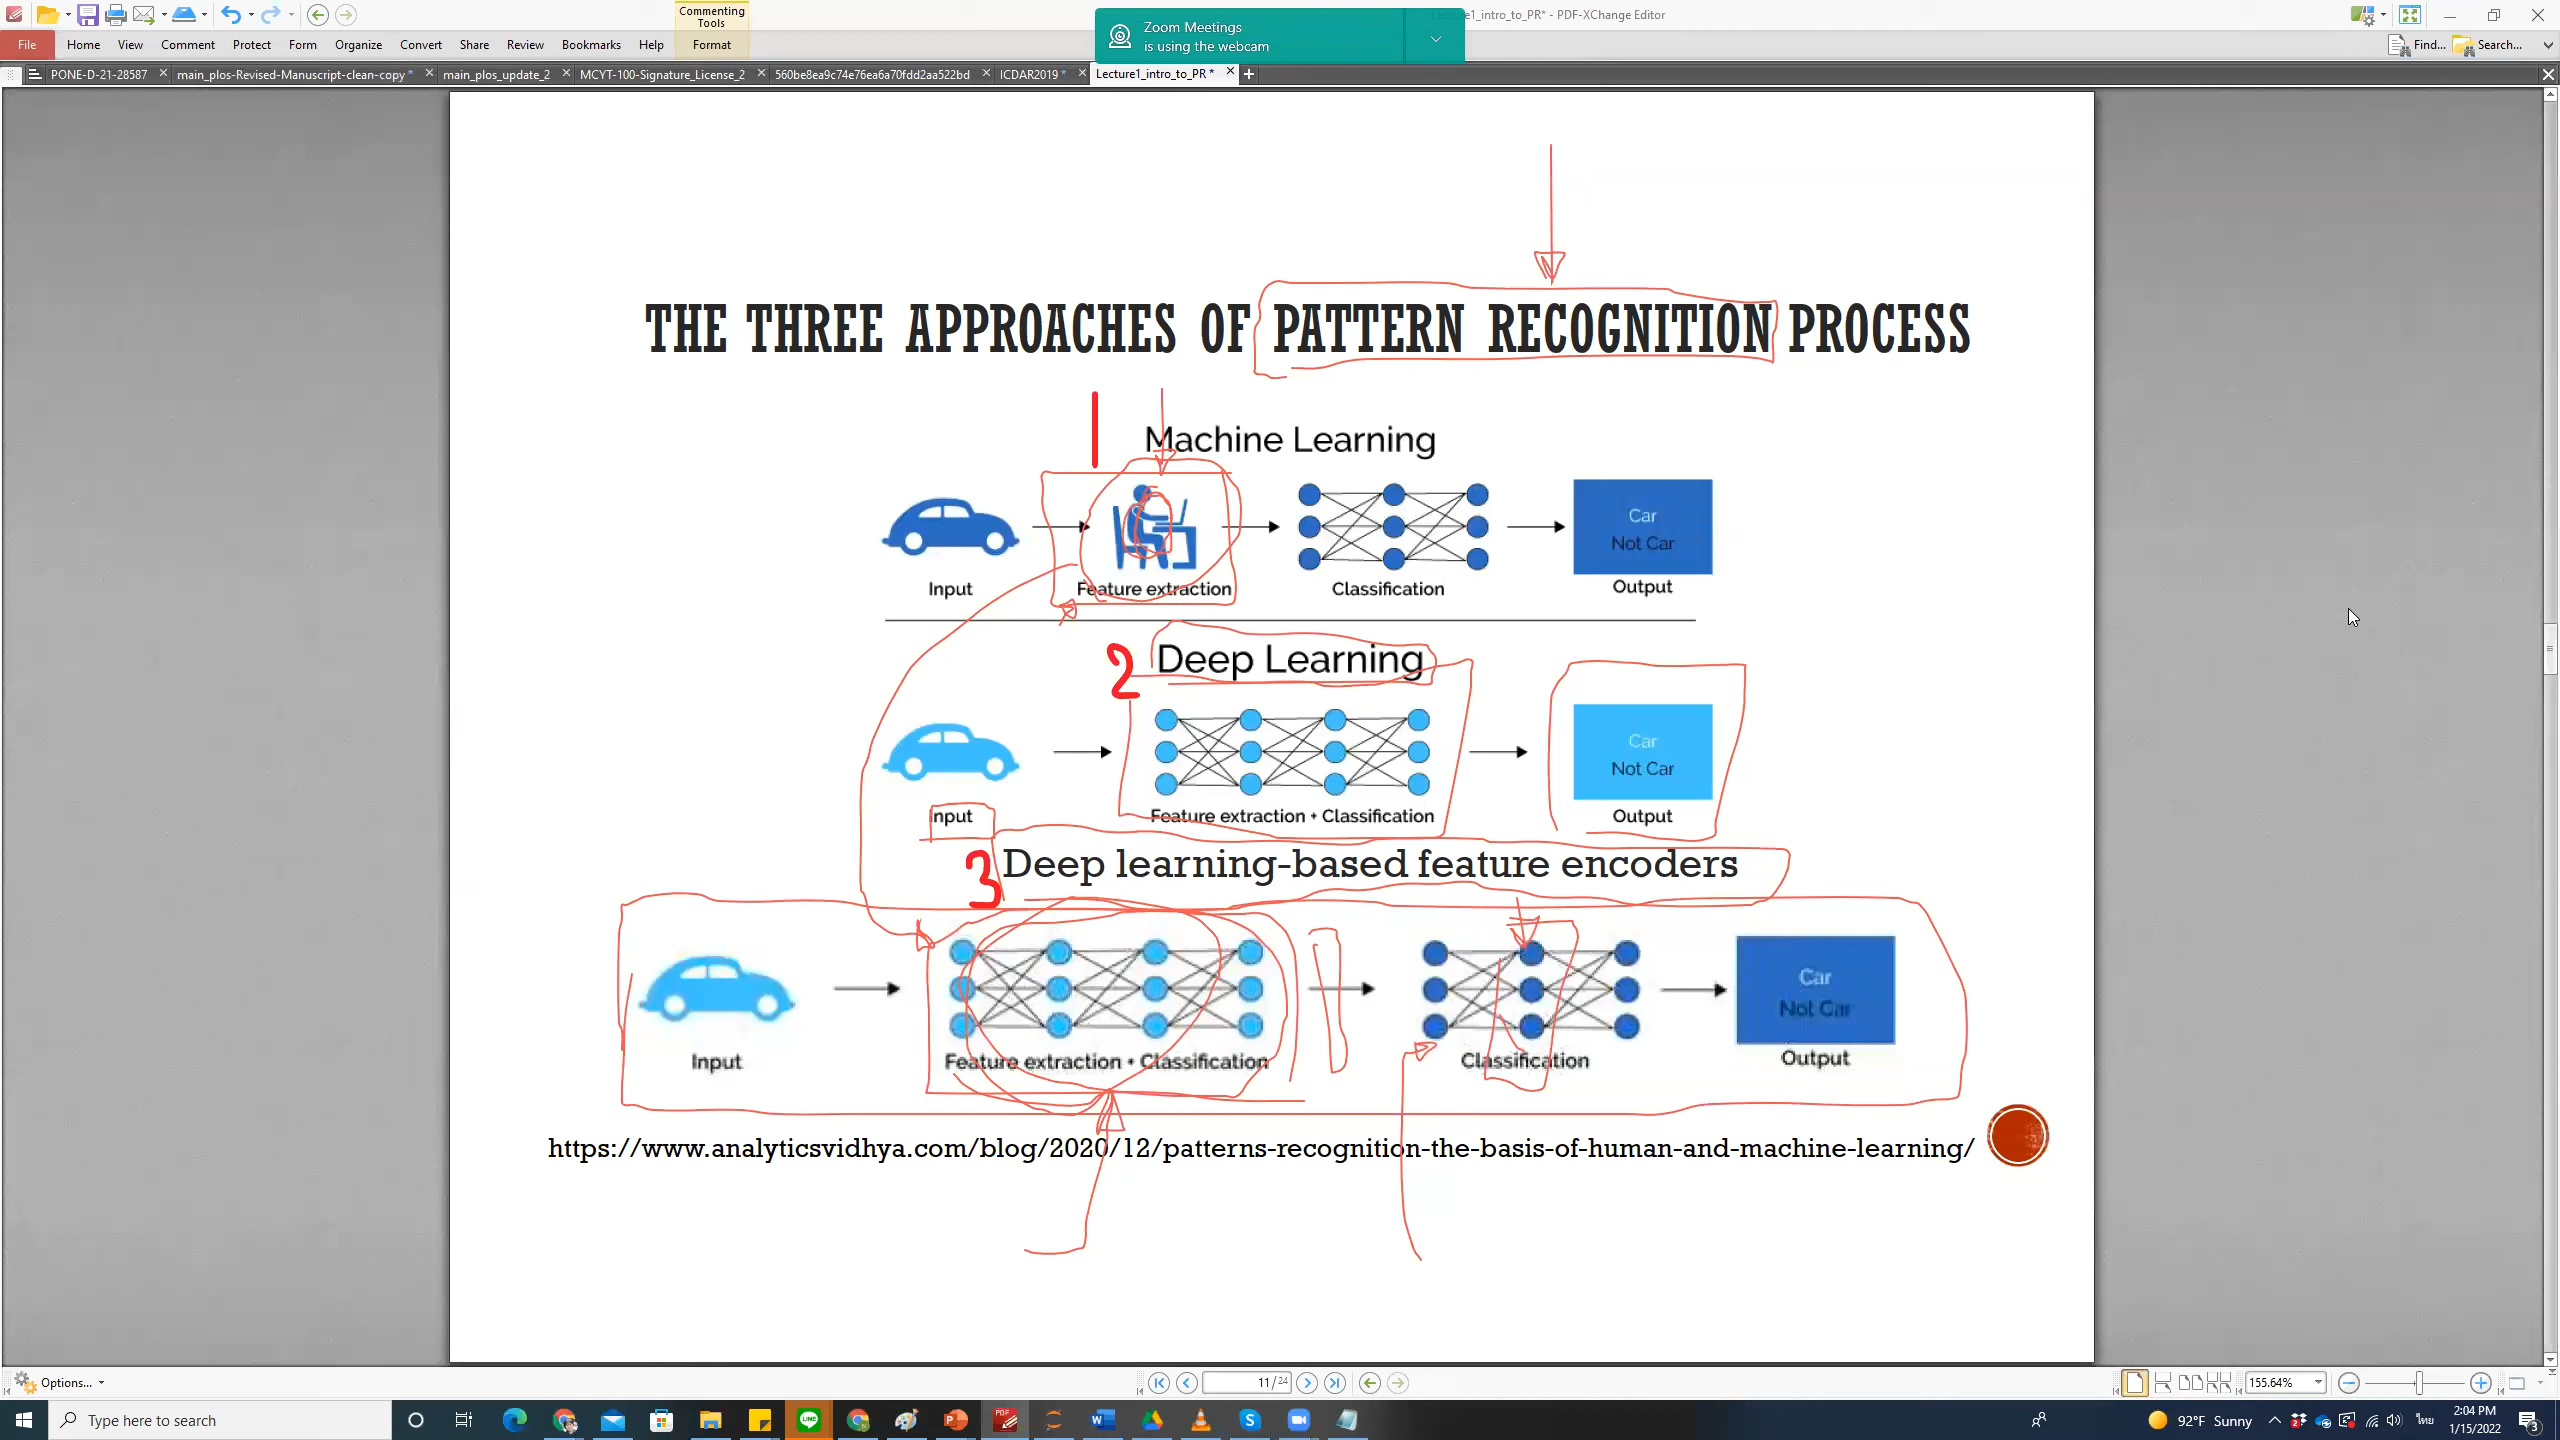 Commenting
Tools
Zoom Meetings
is using the webcam
Lecture1_intro_to_PR* - PDF-XChange Editor
File Home View Comment Protect Form Organize Convert Share Review Bookmarks Help Format Find... Search...
PONE-D-21-28587 main_plos-Revised-Manuscript-clean-copy * main_plos_update_2 MCYT-100-Signature_License_2 560be8ea9c74e76ea6a70fdd2aa522bd ICDAR2019 * Lecture1_intro_to_PR *
THE THREE APPROACHES OF PATTERN RECOGNITION PROCESS
1
Machine Learning
Car
Not Car
Input Feature extraction Classification Output
2 Deep Learning
Car
Not Car
Input Feature extraction + Classification Output
3 Deep learning-based feature encoders
Car
Not Car
Input Feature extraction + Classification Classification Output
https://www.analyticsvidhya.com/blog/2020/12/patterns-recognition-the-basis-of-human-and-machine-learning/
Options... 11/24 155.64%
Type here to search 92°F Sunny ไทย 2:04 PM
1/15/2022
3